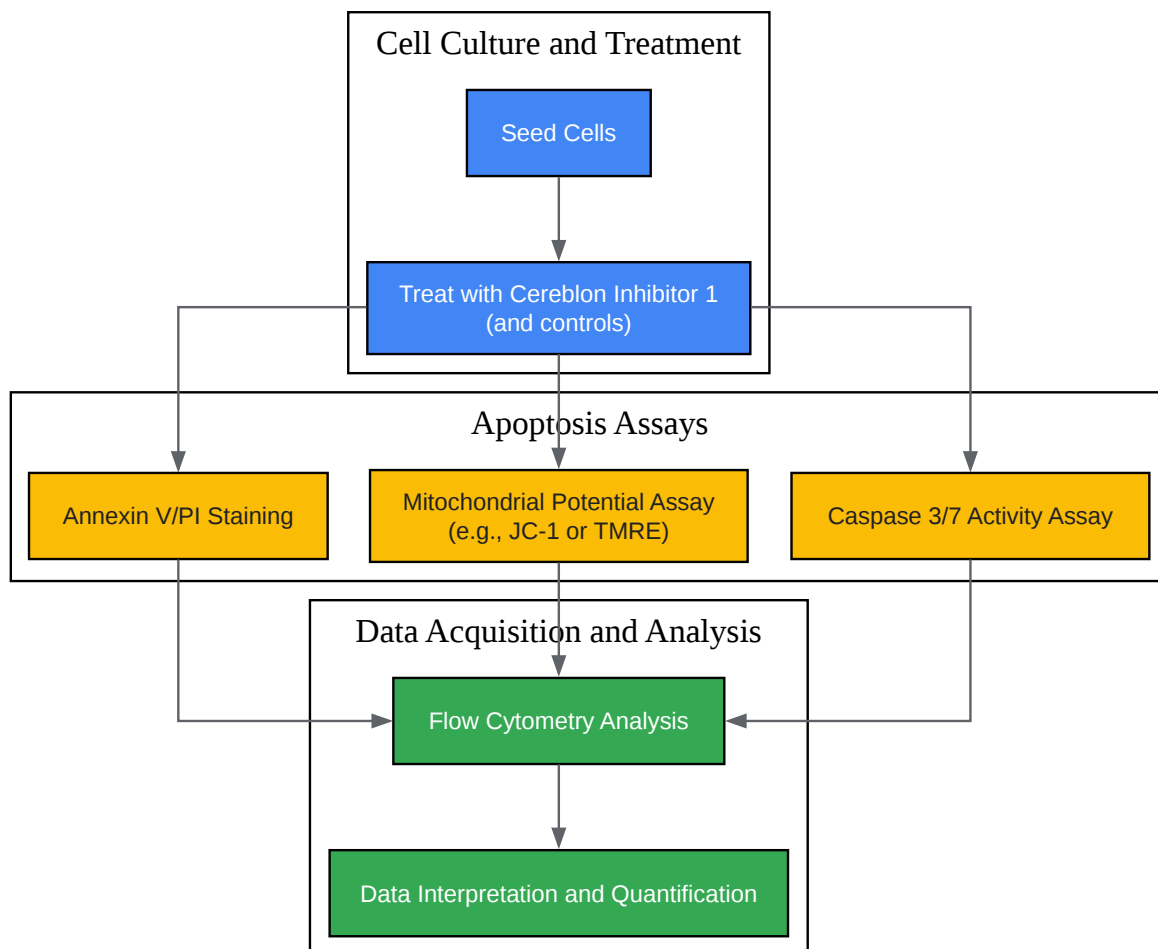 Cell Culture and Treatment
Seed Cells
Treat with Cereblon Inhibitor 1
(and controls)
Apoptosis Assays
Annexin V/PI Staining
Mitochondrial Potential Assay
(e.g., JC-1 or TMRE)
Caspase 3/7 Activity Assay
Data Acquisition and Analysis
Flow Cytometry Analysis
Data Interpretation and Quantification